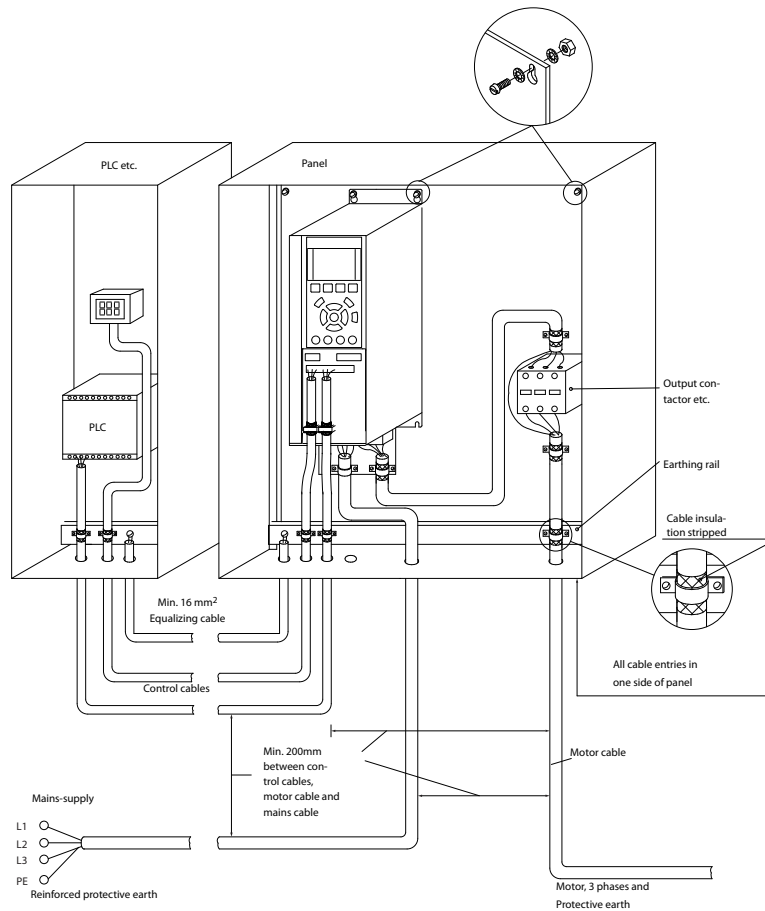 PLC etc.
Panel
PLC
Output con-
tactor etc.
Earthing rail
Cable insula-
tion stripped
Min. 16 mm²
Equalizing cable
All cable entries in
one side of panel
Control cables
Min. 200mm
between con-
trol cables,
motor cable and
mains cable
Motor cable
Mains-supply
L1
L2
L3
PE
Reinforced protective earth
Motor, 3 phases and
Protective earth